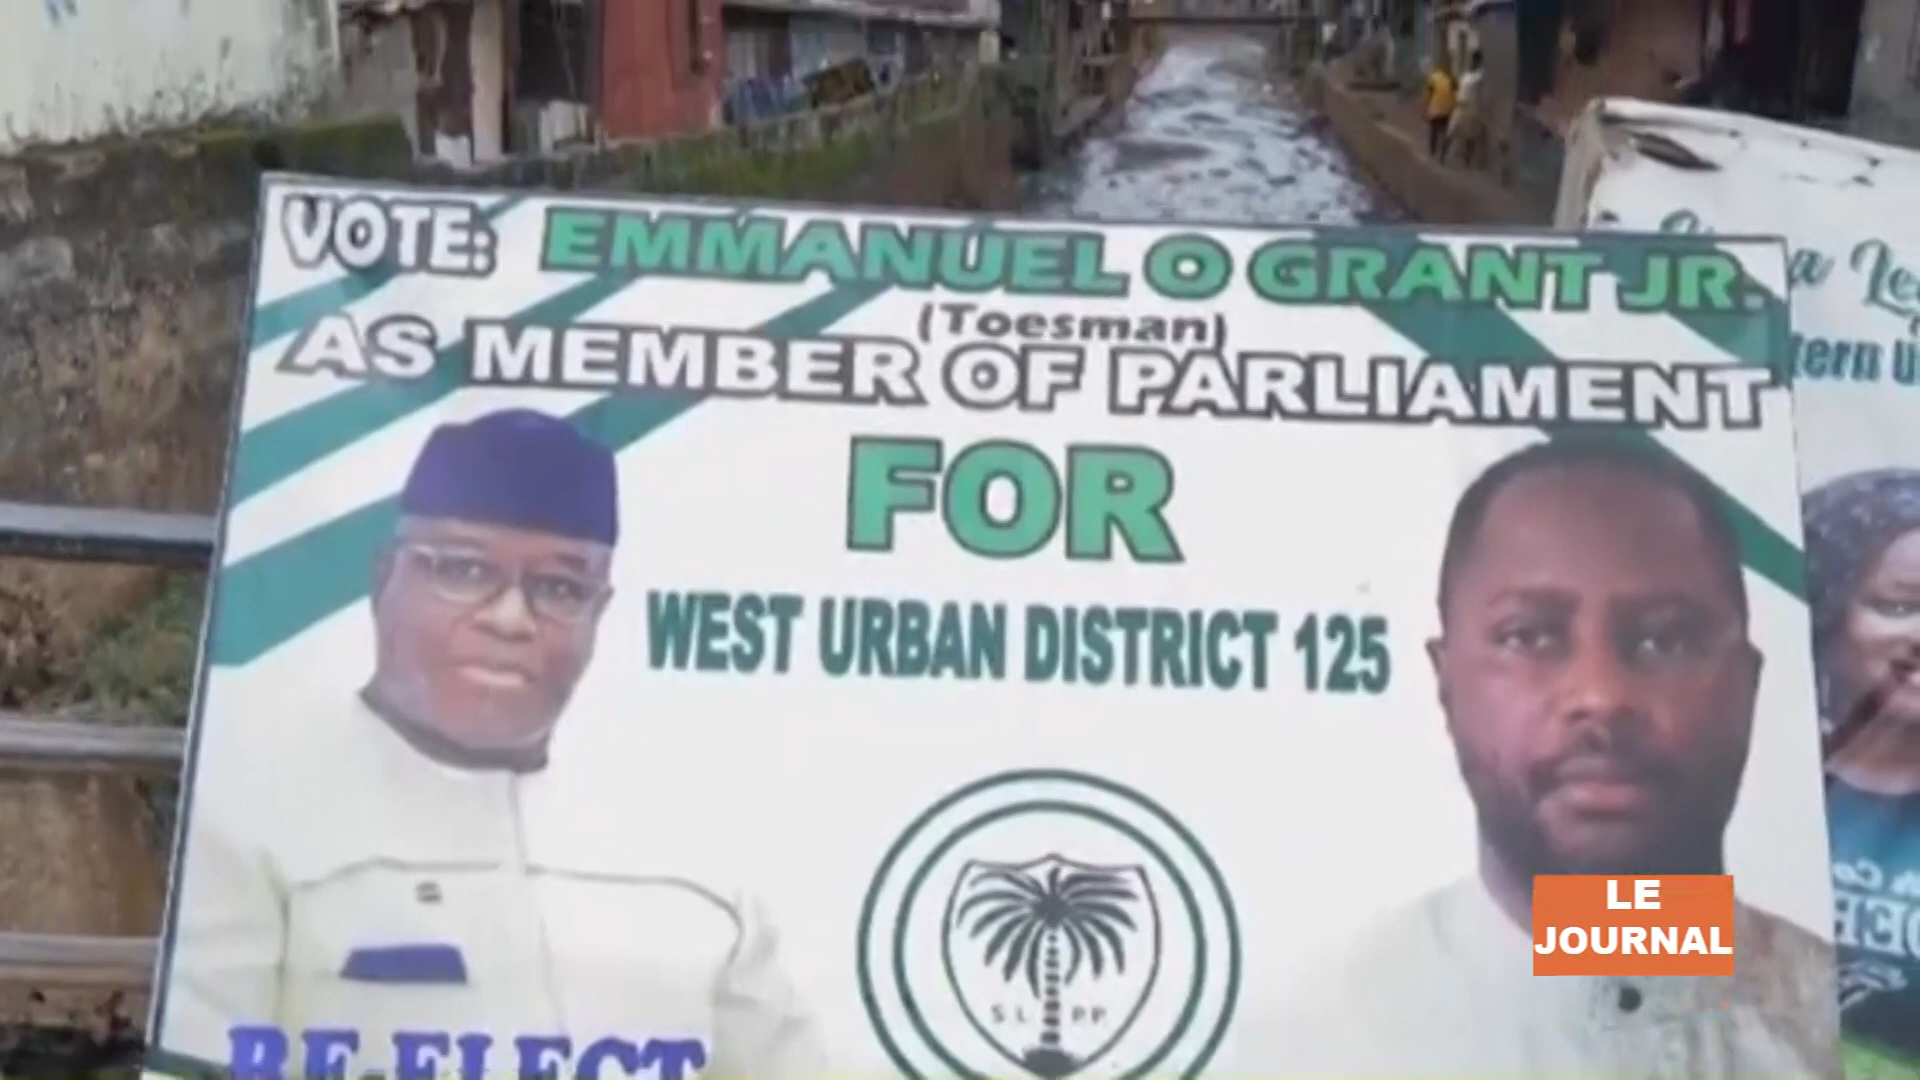 VOTE: EMMANUEL O GRANT JR.
(Toesman)
AS MEMBER OF PARLIAMENT
FOR
WEST URBAN DISTRICT 125
S.L. P.P.
RE-ELECT
LE
JOURNAL